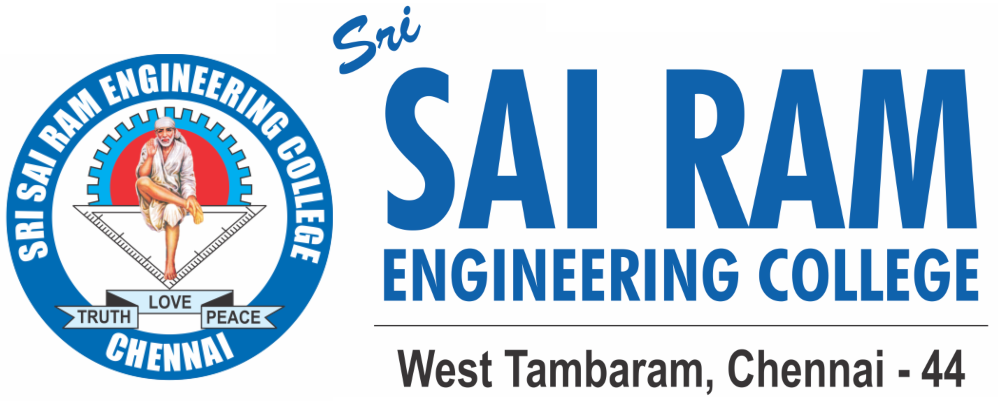 SRI SAI RAM ENGINEERING COLLEGE
TRUTH LOVE PEACE
CHENNAI
Sri
SAI RAM
ENGINEERING COLLEGE
West Tambaram, Chennai - 44